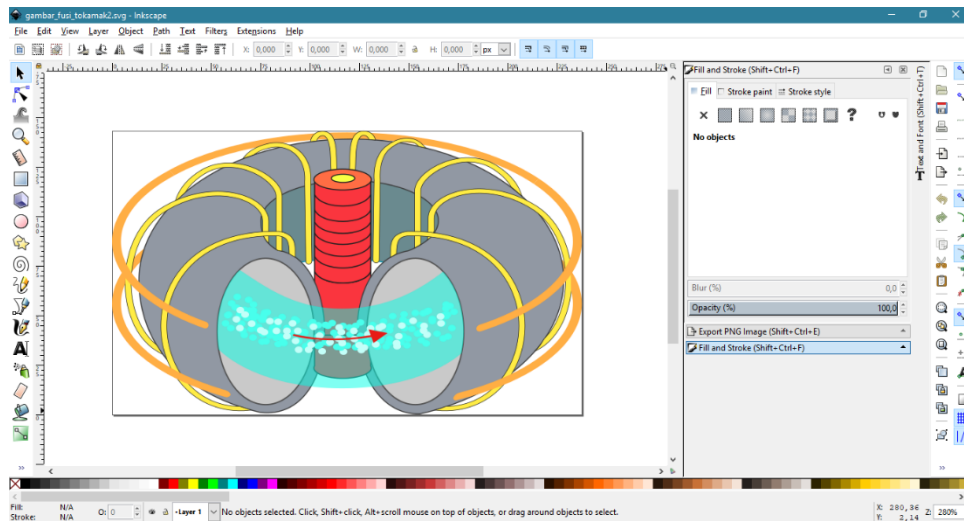 gambar_fusi_tokamak2.svg - Inkscape
File Edit View Layer Object Path Text Filters Extensions Help
X: 0,000 Y: 0,000 W: 0,000 H: 0,000 px
Fill and Stroke (Shift+Ctrl+F)
Fill Stroke paint Stroke style
No objects
Text and Font (Shift+Ctrl+T)
Blur (%) 0,0
Opacity (%) 100,0
Export PNG Image (Shift+Ctrl+E)
Fill and Stroke (Shift+Ctrl+F)
Fill: N/A
Stroke: N/A
O: 0
Layer 1
No objects selected. Click, Shift+click, Alt+scroll mouse on top of objects, or drag around objects to select.
X: 280,36
Y: 2,14
Z: 280%